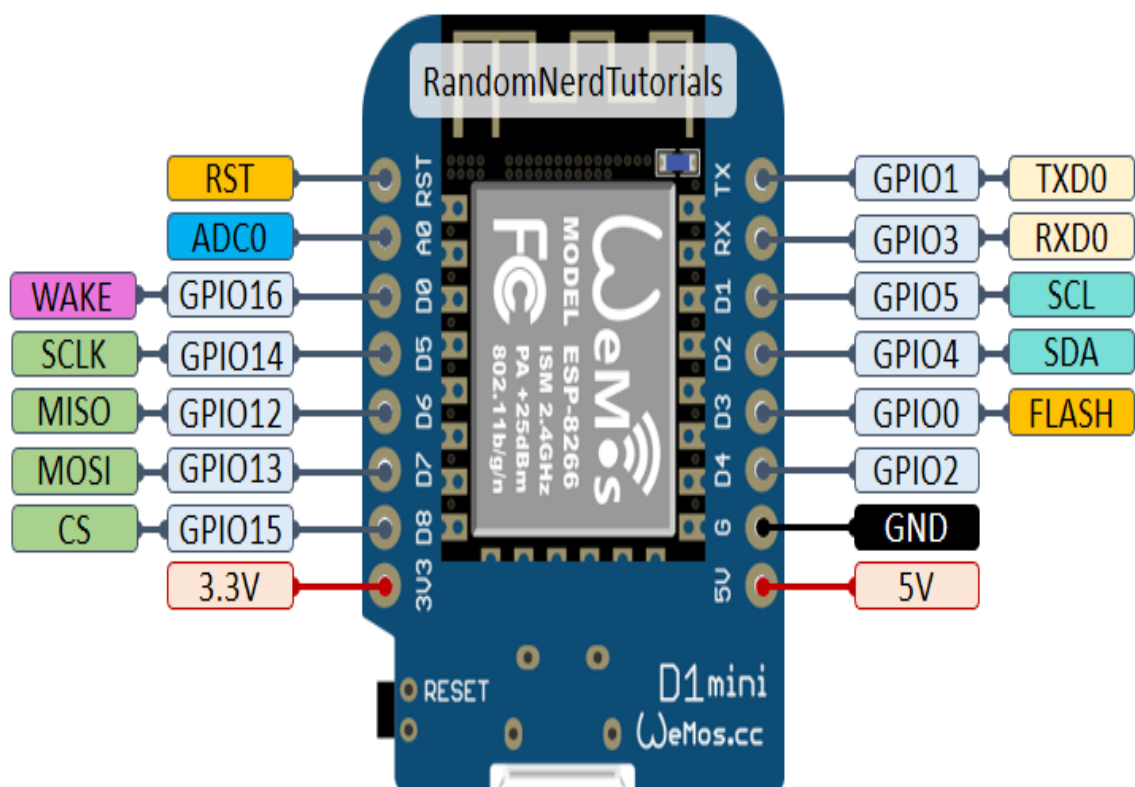 RandomNerdTutorials
RST RST TX GPIO1 TXD0
ADC0 A0 RX GPIO3 RXD0
WAKE GPIO16 D0 D1 GPIO5 SCL
SCLK GPIO14 D5 D2 GPIO4 SDA
MISO GPIO12 D6 D3 GPIO0 FLASH
MOSI GPIO13 D7 D4 GPIO2
CS GPIO15 D8 G GND
3.3V 3V3 5V 5V
WeMos
FC
MODEL ESP-8266
ISM 2.4GHz
PA +25dBm
802.11b/g/n
RESET
D1 mini
WeMos.cc